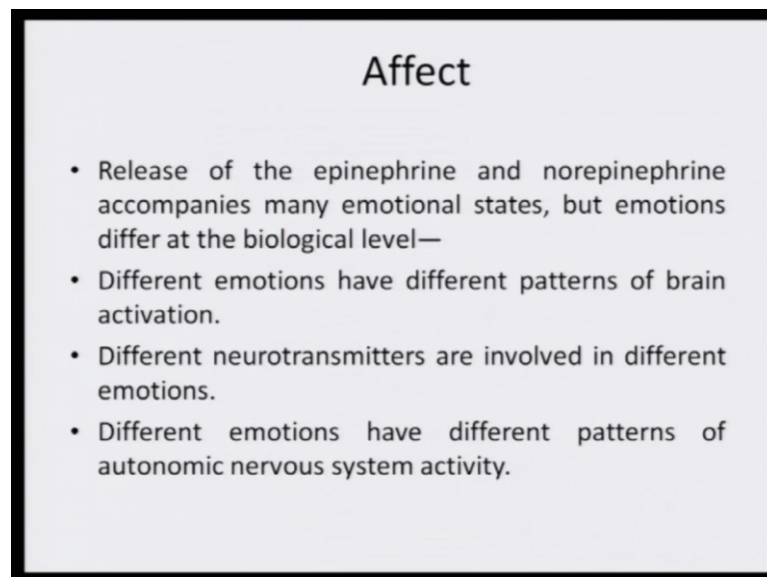 Affect
• Release of the epinephrine and norepinephrine
accompanies many emotional states, but emotions
differ at the biological level—
• Different emotions have different patterns of brain
activation.
• Different neurotransmitters are involved in different
emotions.
• Different emotions have different patterns of
autonomic nervous system activity.